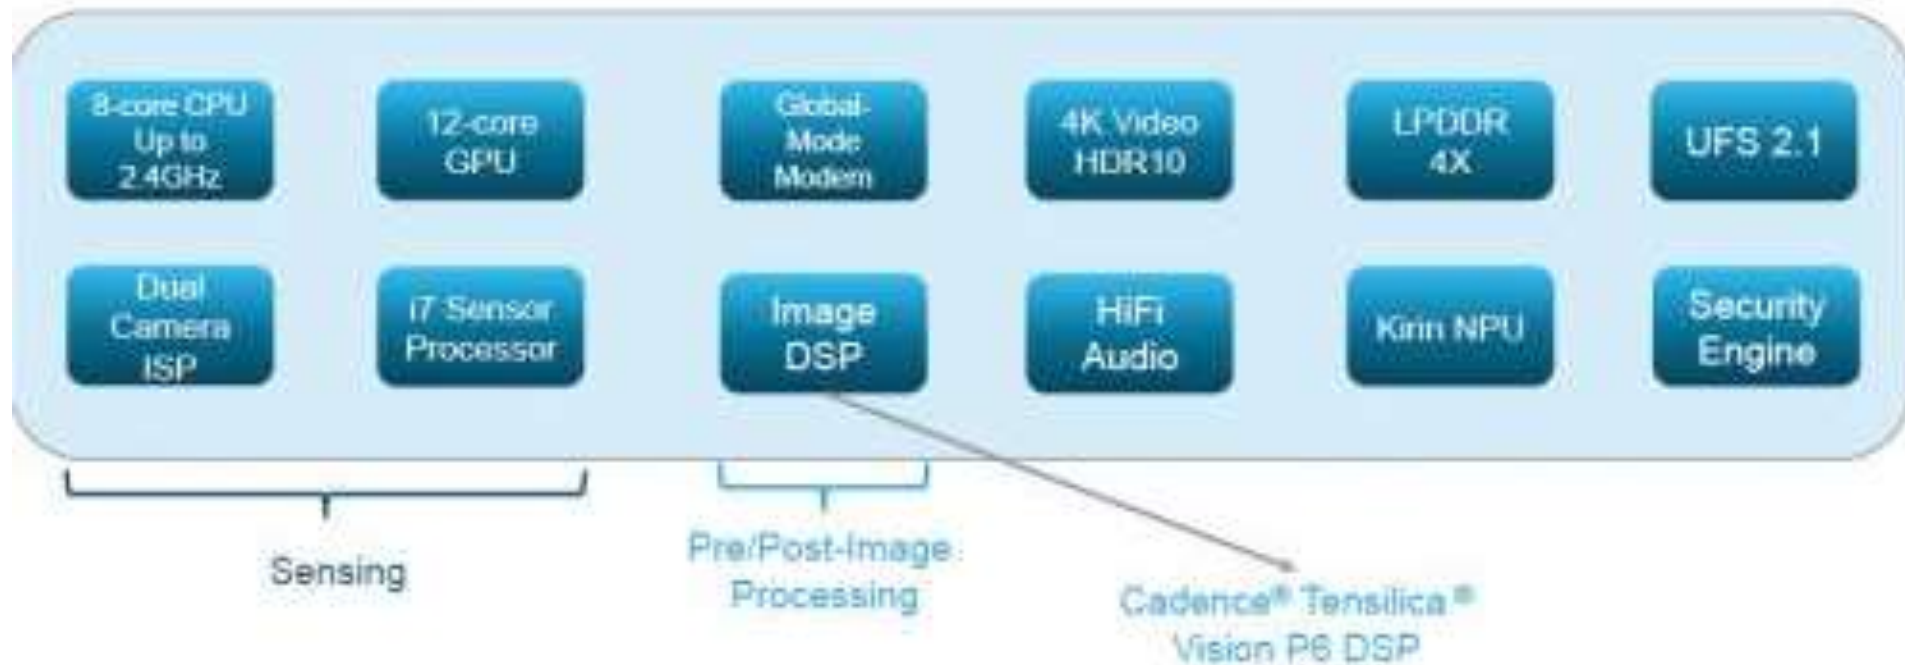 8-core CPU
Up to
2.4GHz
12-core
GPU
Global-
Mode
Modem
4K Video
HDR10
LPDDR
4X
UFS 2.1
Dual
Camera
ISP
i7 Sensor
Processor
Image
DSP
HiFi
Audio
Kirin NPU
Security
Engine
Sensing
Pre/Post-Image
Processing
Cadence® Tensilica®
Vision P6 DSP